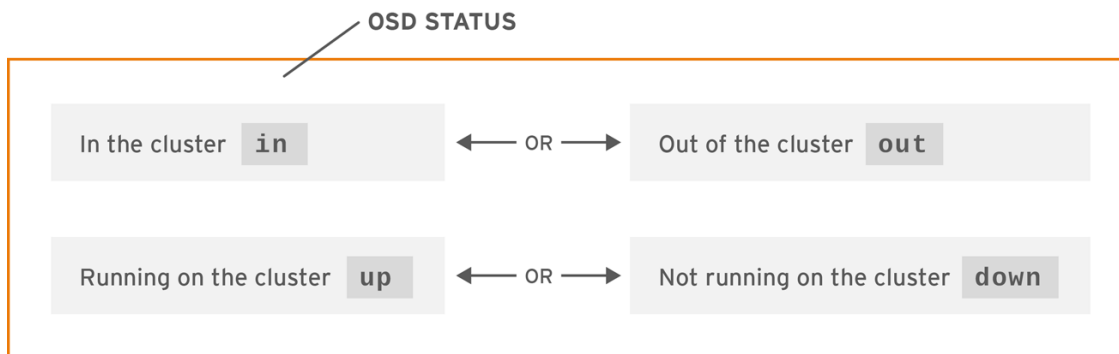 OSD STATUS
In the cluster in OR Out of the cluster out
Running on the cluster up OR Not running on the cluster down